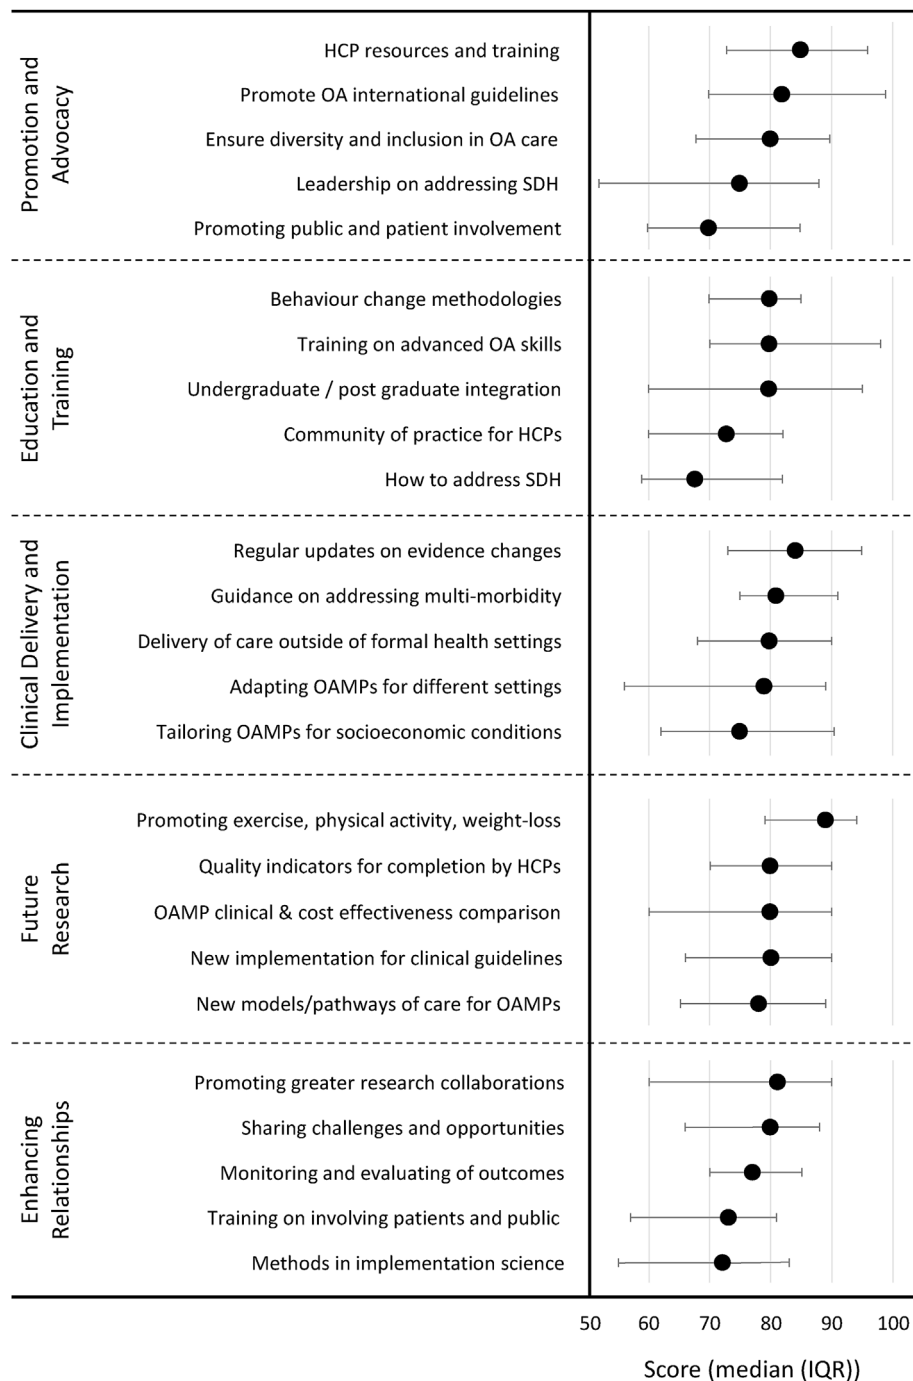 Promotion and
Advocacy
HCP resources and training
Promote OA international guidelines
Ensure diversity and inclusion in OA care
Leadership on addressing SDH
Promoting public and patient involvement
Education and
Training
Behaviour change methodologies
Training on advanced OA skills
Undergraduate / post graduate integration
Community of practice for HCPs
How to address SDH
Clinical Delivery and
Implementation
Regular updates on evidence changes
Guidance on addressing multi-morbidity
Delivery of care outside of formal health settings
Adapting OAMPs for different settings
Tailoring OAMPs for socioeconomic conditions
Future
Research
Promoting exercise, physical activity, weight-loss
Quality indicators for completion by HCPs
OAMP clinical & cost effectiveness comparison
New implementation for clinical guidelines
New models/pathways of care for OAMPs
Enhancing
Relationships
Promoting greater research collaborations
Sharing challenges and opportunities
Monitoring and evaluating of outcomes
Training on involving patients and public
Methods in implementation science
50 60 70 80 90 100
Score (median (IQR))